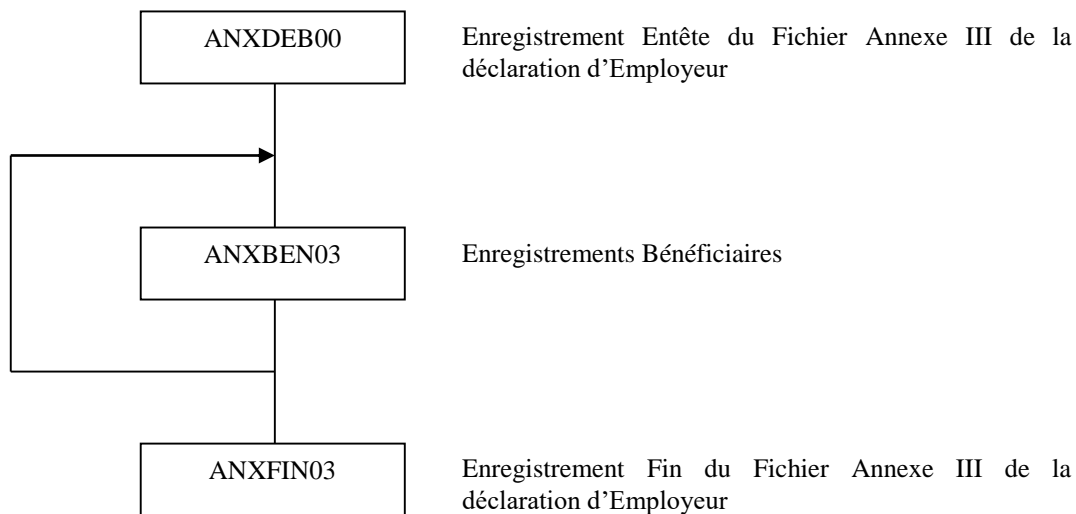 ANXDEB00
Enregistrement Entête du Fichier Annexe III de la
déclaration d’Employeur
ANXBEN03
Enregistrements Bénéficiaires
ANXFIN03
Enregistrement Fin du Fichier Annexe III de la
déclaration d’Employeur